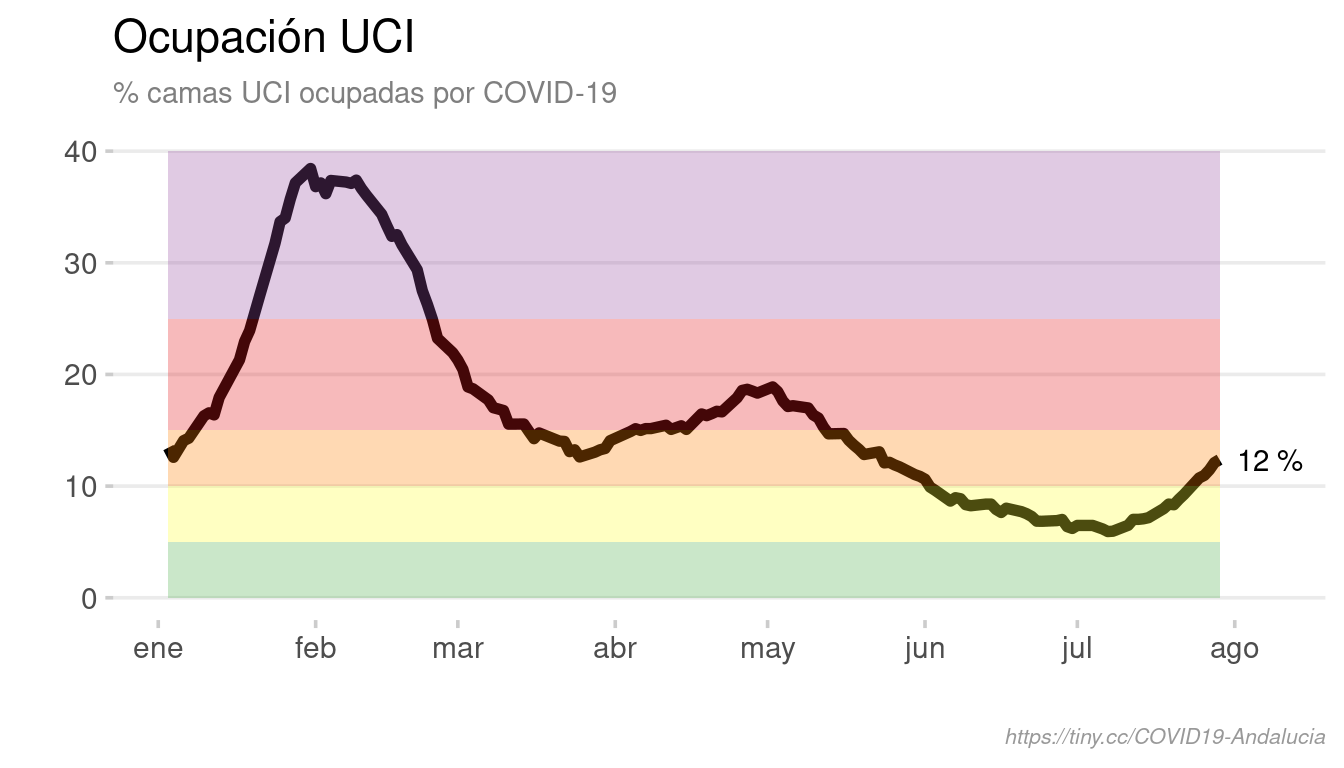 Ocupación UCI
% camas UCI ocupadas por COVID-19
40
30
20
10
0
12 %
ene feb mar abr may jun jul ago
https://tiny.cc/COVID19-Andalucia